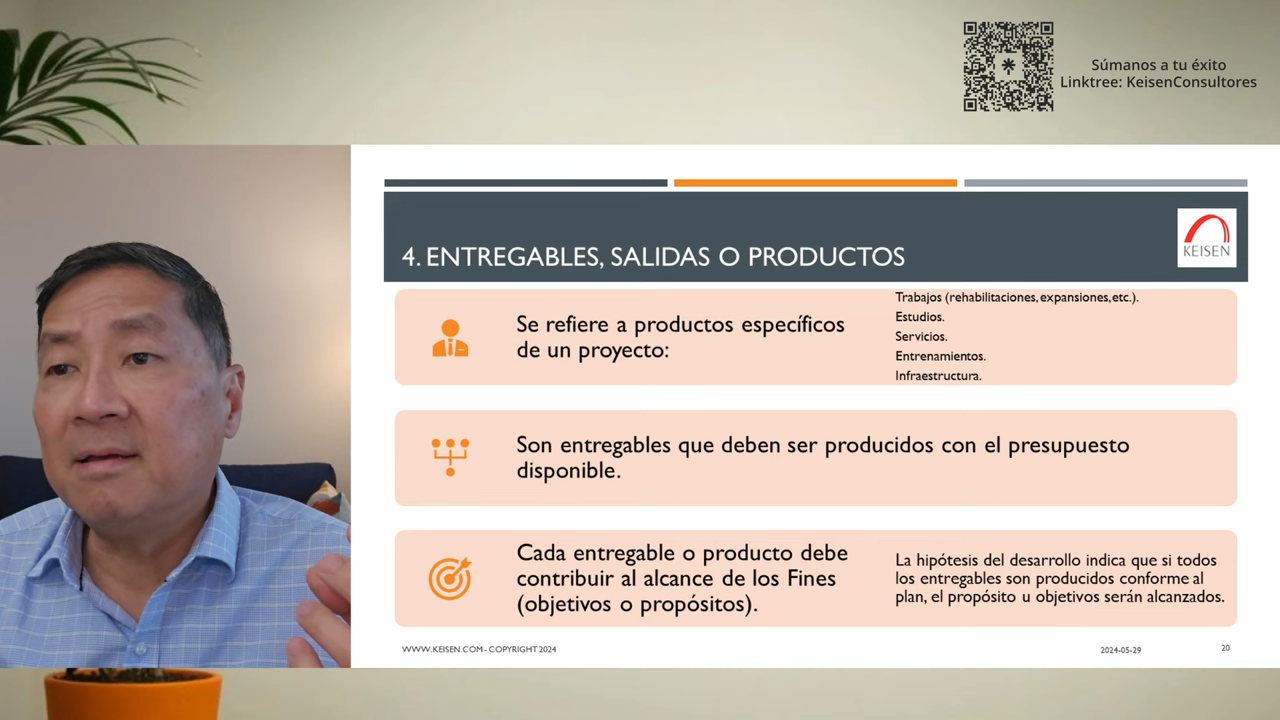 Súmanos a tu éxito
Linktree: KeisenConsultores
4. ENTREGABLES, SALIDAS O PRODUCTOS
KEISEN
Se refiere a productos específicos
de un proyecto:
Trabajos (rehabilitaciones, expansiones, etc.).
Estudios.
Servicios.
Entrenamientos.
Infraestructura.
Son entregables que deben ser producidos con el presupuesto
disponible.
Cada entregable o producto debe
contribuir al alcance de los Fines
(objetivos o propósitos).
La hipótesis del desarrollo indica que si todos
los entregables son producidos conforme al
plan, el propósito u objetivos serán alcanzados.
WWW.KEISEN.COM - COPYRIGHT 2024
2024-05-29
20